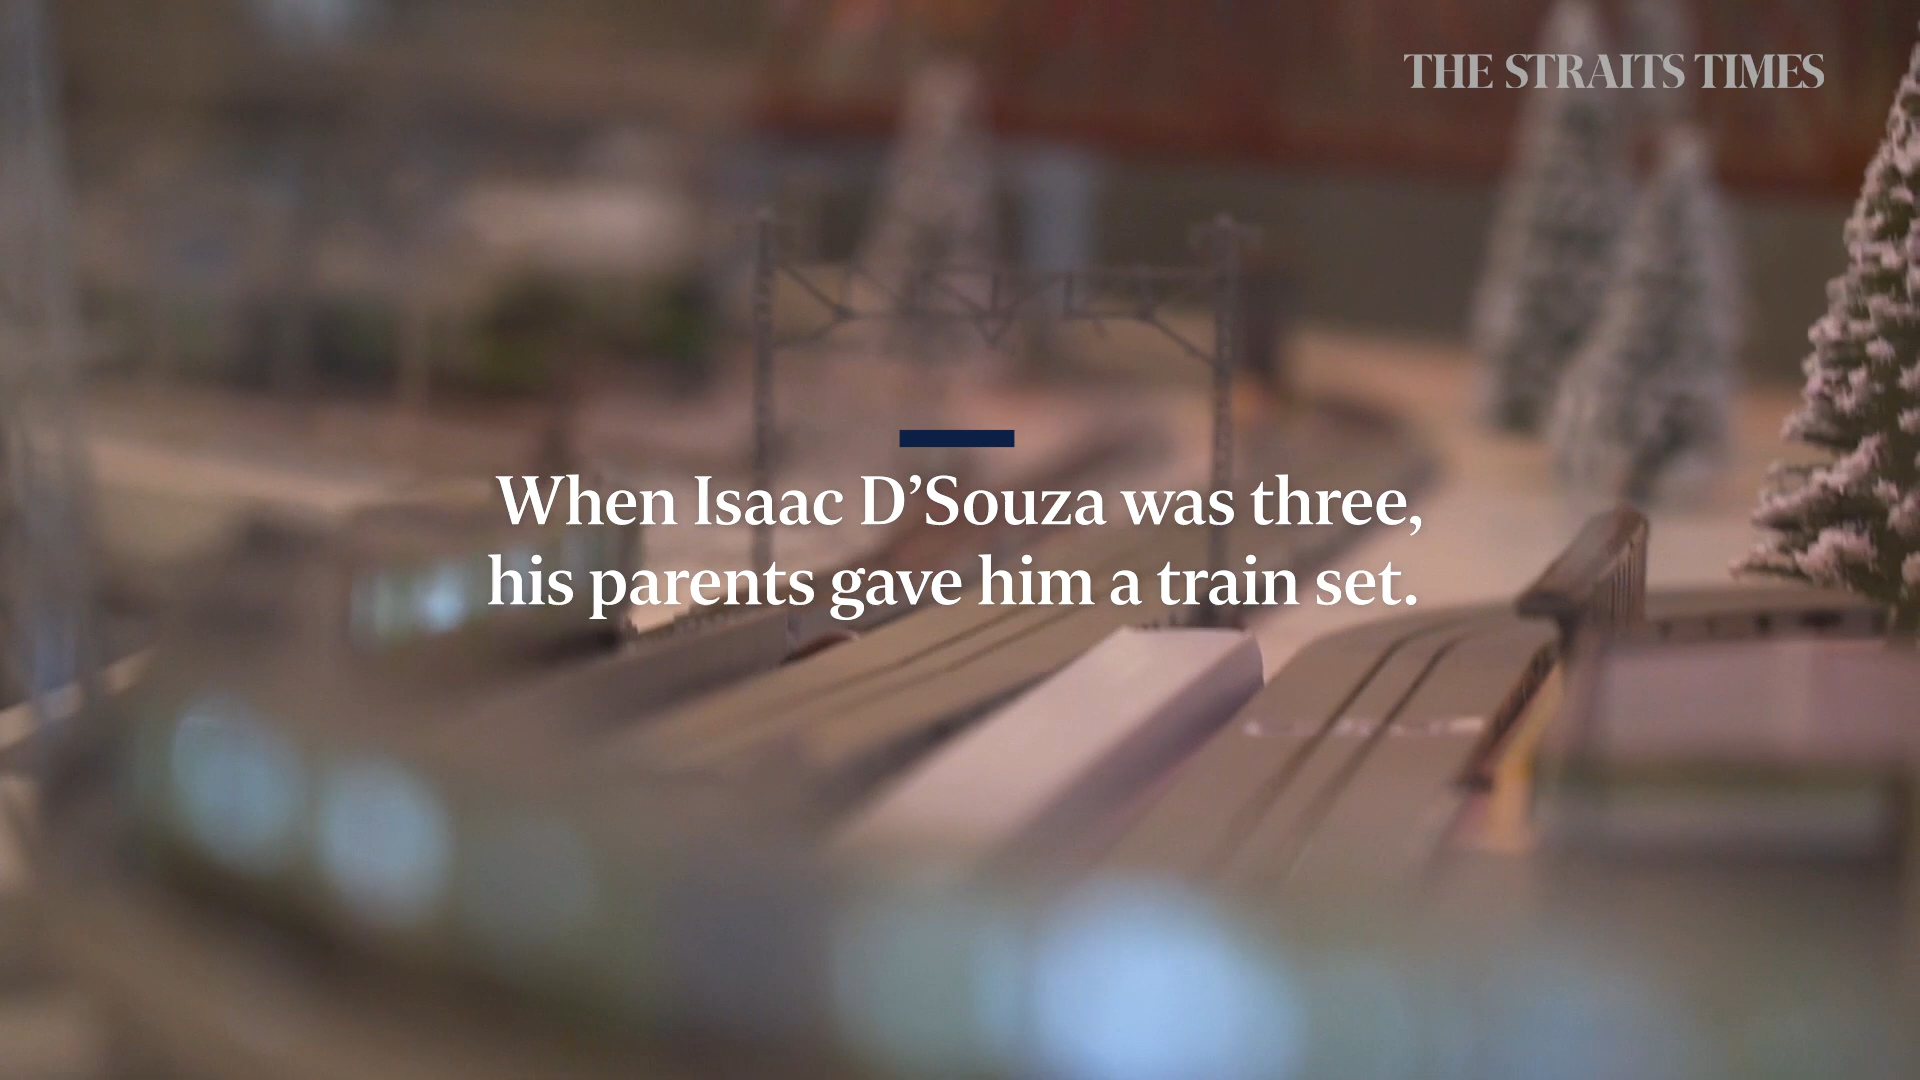 THE STRAITS TIMES
When Isaac D’Souza was three,
his parents gave him a train set.